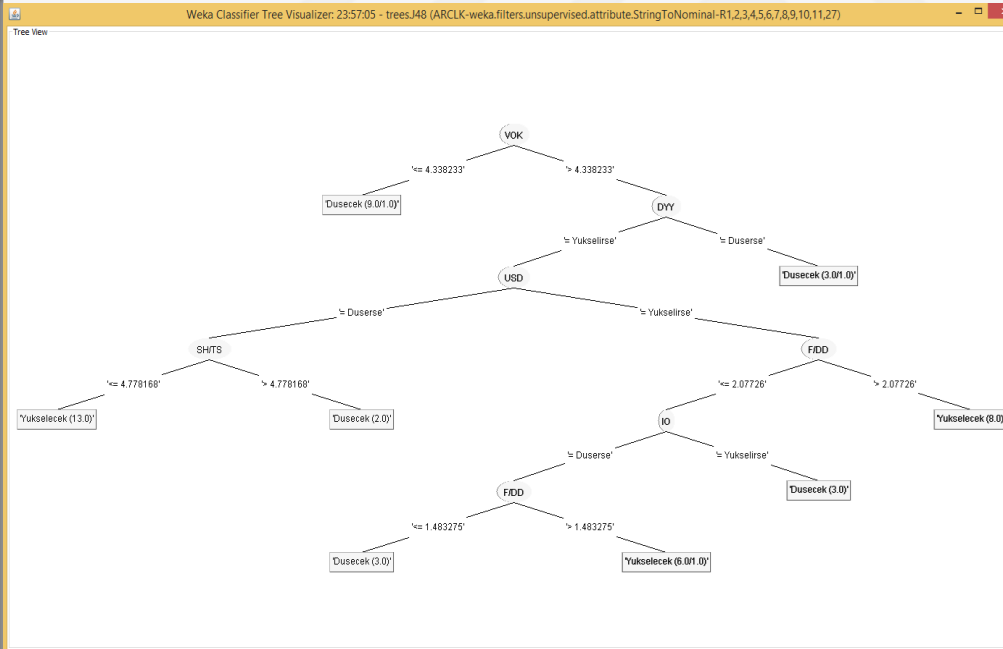 Weka Classifier Tree Visualizer: 23:57:05 - trees.J48 (ARCLK-weka.filters.unsupervised.attribute.StringToNominal-R1,2,3,4,5,6,7,8,9,10,11,27)
Tree View
VOK
'<= 4.338233'
'> 4.338233'
'Dusecek (9.0/1.0)'
DYY
'= Yukselirse'
'= Duserse'
USD
'Dusecek (3.0/1.0)'
'= Duserse'
'= Yukselirse'
SH/TS
F/DD
'<= 4.778168'
'> 4.778168'
'<= 2.07726'
'> 2.07726'
'Yukselecek (13.0)'
'Dusecek (2.0)'
IO
'Yukselecek (8.0)
'= Duserse'
'= Yukselirse'
F/DD
'Dusecek (3.0)'
'<= 1.483275'
'> 1.483275'
'Dusecek (3.0)'
'Yukselecek (6.0/1.0)'